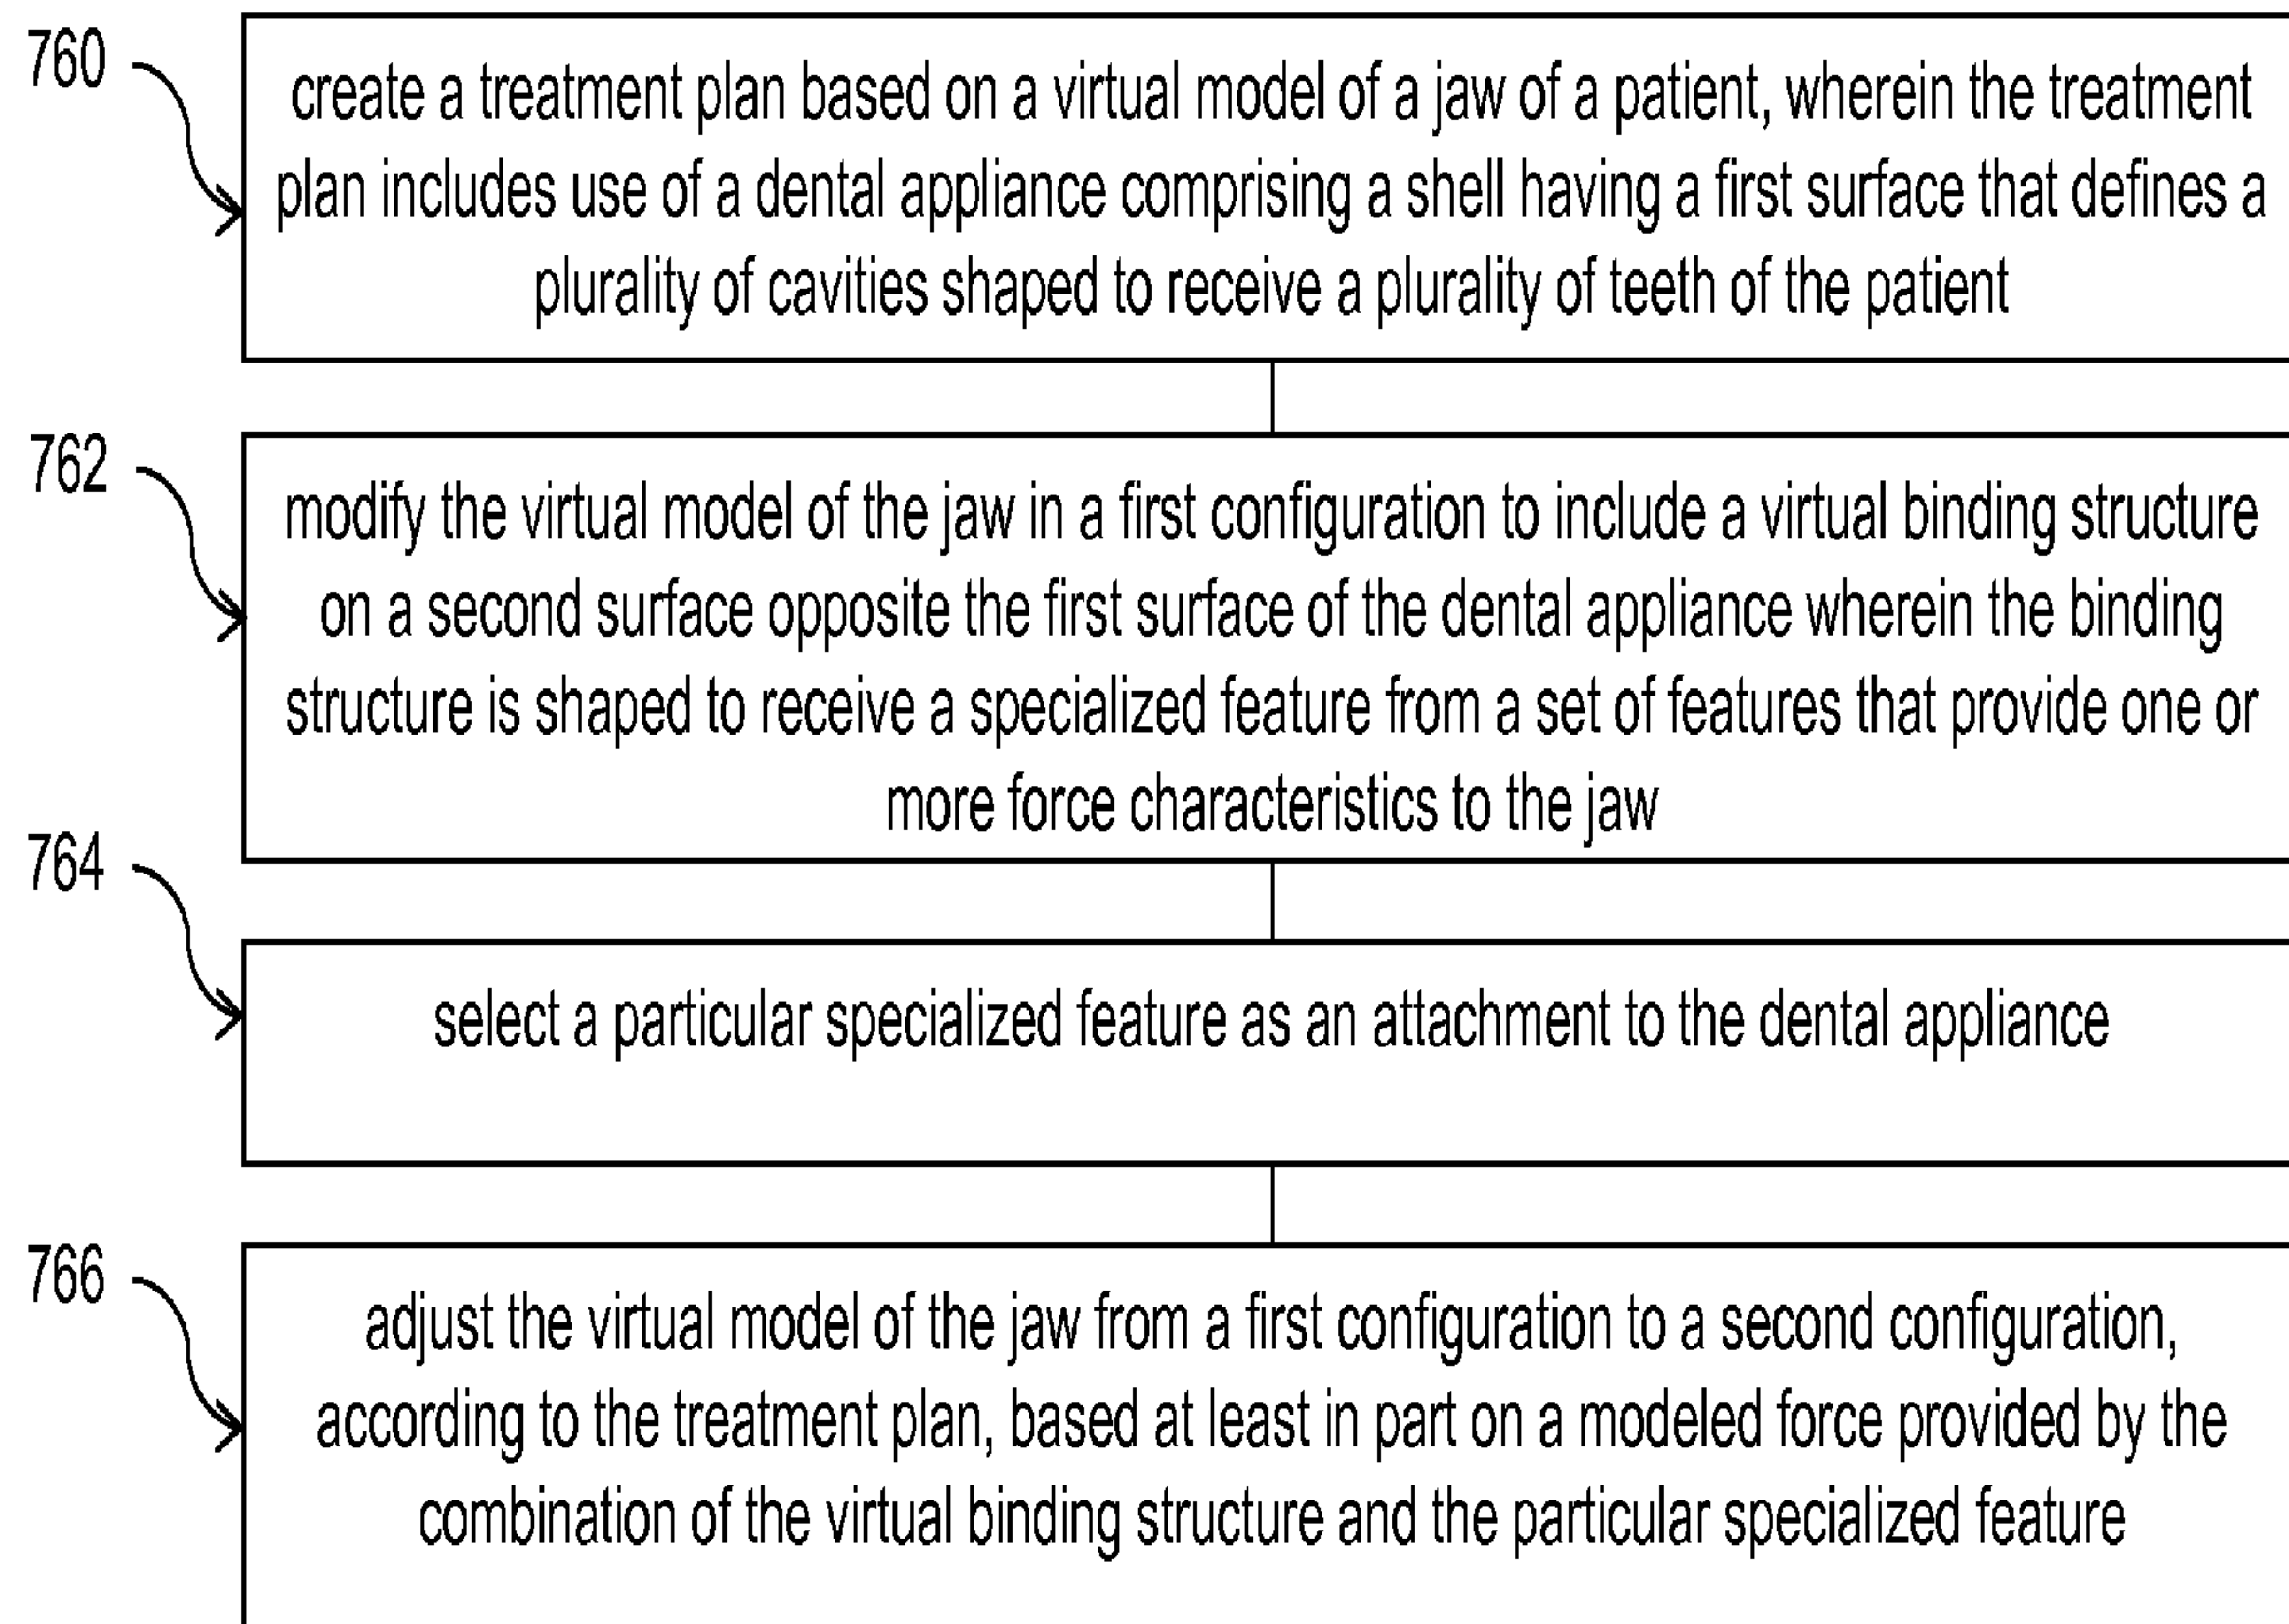 760
create a treatment plan based on a virtual model of a jaw of a patient, wherein the treatment
plan includes use of a dental appliance comprising a shell having a first surface that defines a
plurality of cavities shaped to receive a plurality of teeth of the patient
762
modify the virtual model of the jaw in a first configuration to include a virtual binding structure
on a second surface opposite the first surface of the dental appliance wherein the binding
structure is shaped to receive a specialized feature from a set of features that provide one or
more force characteristics to the jaw
764
select a particular specialized feature as an attachment to the dental appliance
766
adjust the virtual model of the jaw from a first configuration to a second configuration,
according to the treatment plan, based at least in part on a modeled force provided by the
combination of the virtual binding structure and the particular specialized feature